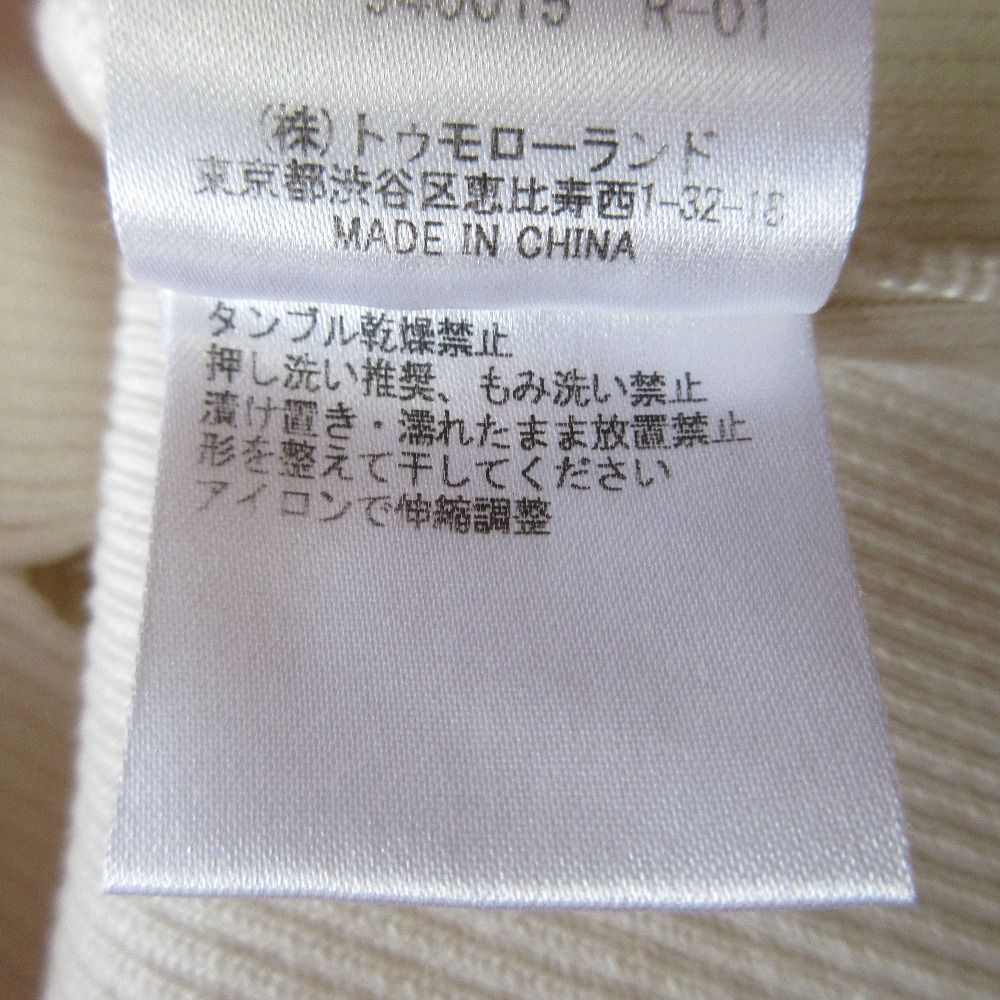 R-01
(株)トゥモローランド
東京都渋谷区恵比寿西1-32-18
MADE IN CHINA
タンブル乾燥禁止
押し洗い推奨、もみ洗い禁止
漬け置き・濡れたまま放置禁止
形を整えて干してください
アイロンで伸縮調整